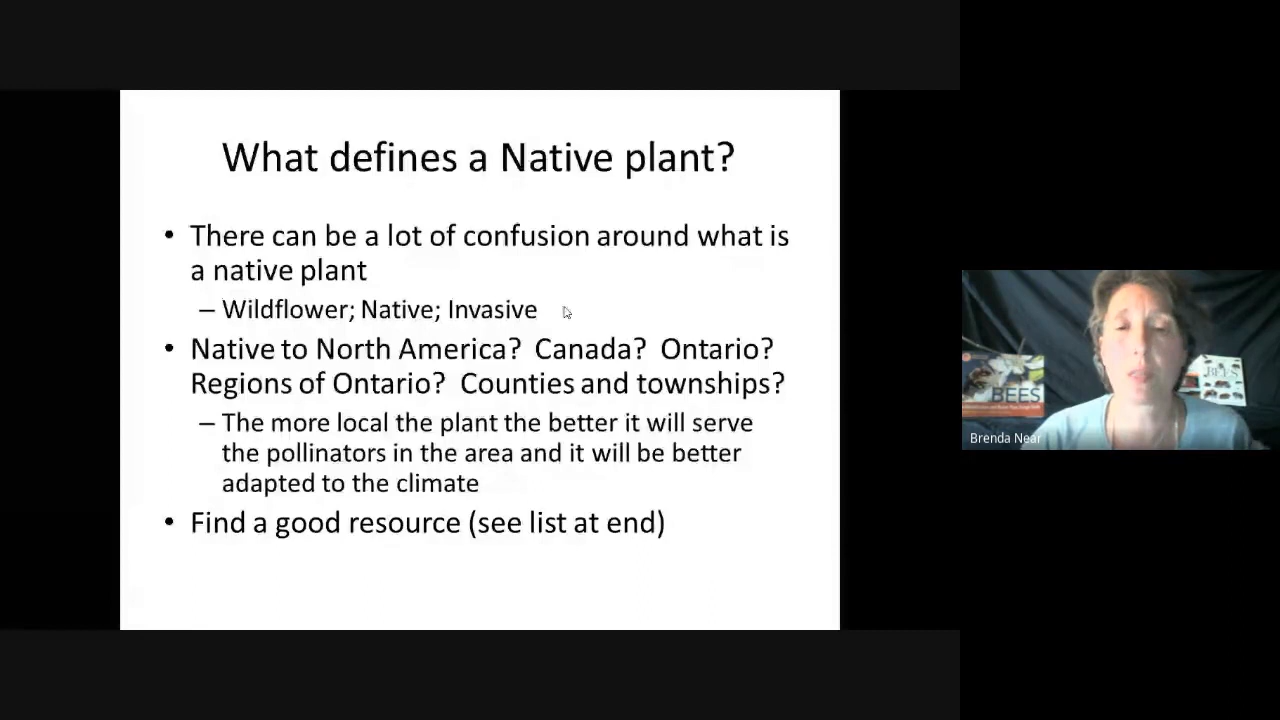 What defines a Native plant?
• There can be a lot of confusion around what is
a native plant
– Wildflower; Native; Invasive
• Native to North America? Canada? Ontario?
Regions of Ontario? Counties and townships?
– The more local the plant the better it will serve
the pollinators in the area and it will be better
adapted to the climate
• Find a good resource (see list at end)
BEES
BEES
Brenda Near